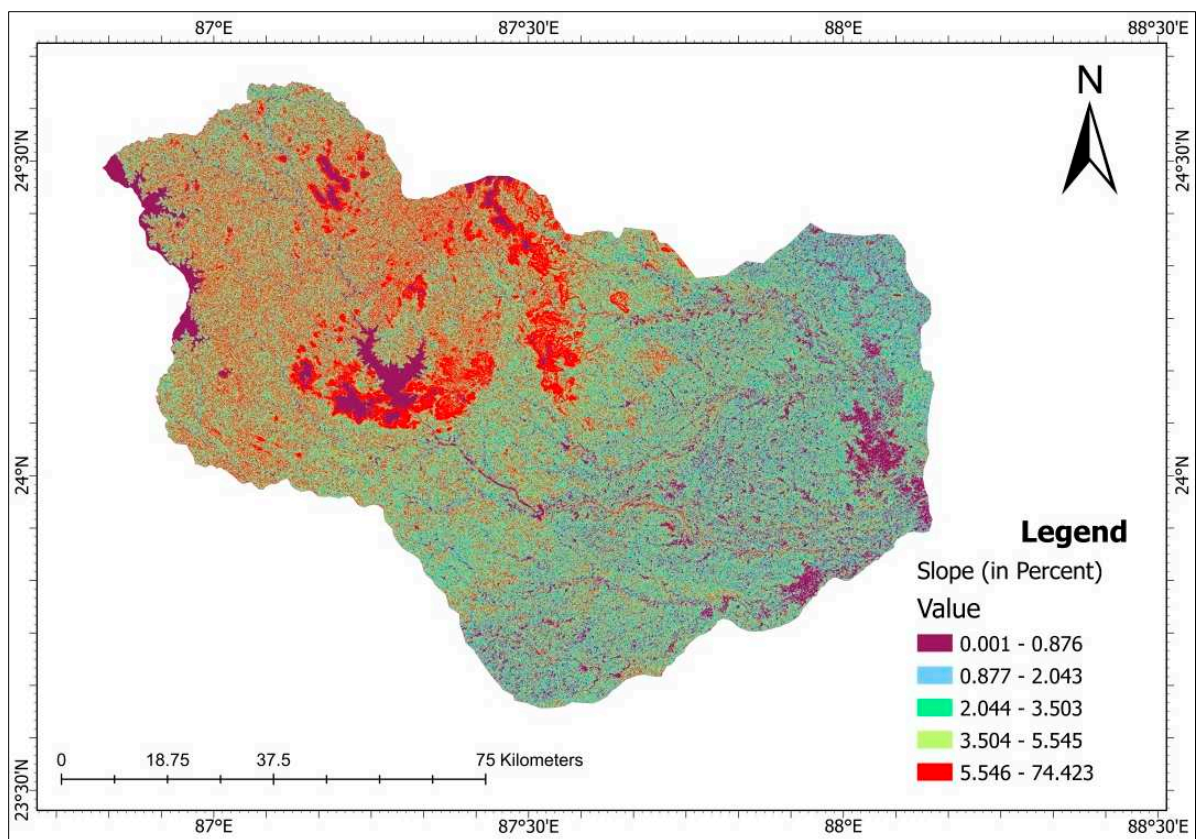 87°E 87°30'E 88°E 88°30'E
N
24°30'N 24°30'N
24°N 24°N
Legend
Slope (in Percent)
Value
0.001 - 0.876
0.877 - 2.043
2.044 - 3.503
3.504 - 5.545
5.546 - 74.423
0 18.75 37.5 75 Kilometers
23°30'N 23°30'N
87°E 87°30'E 88°E 88°30'E